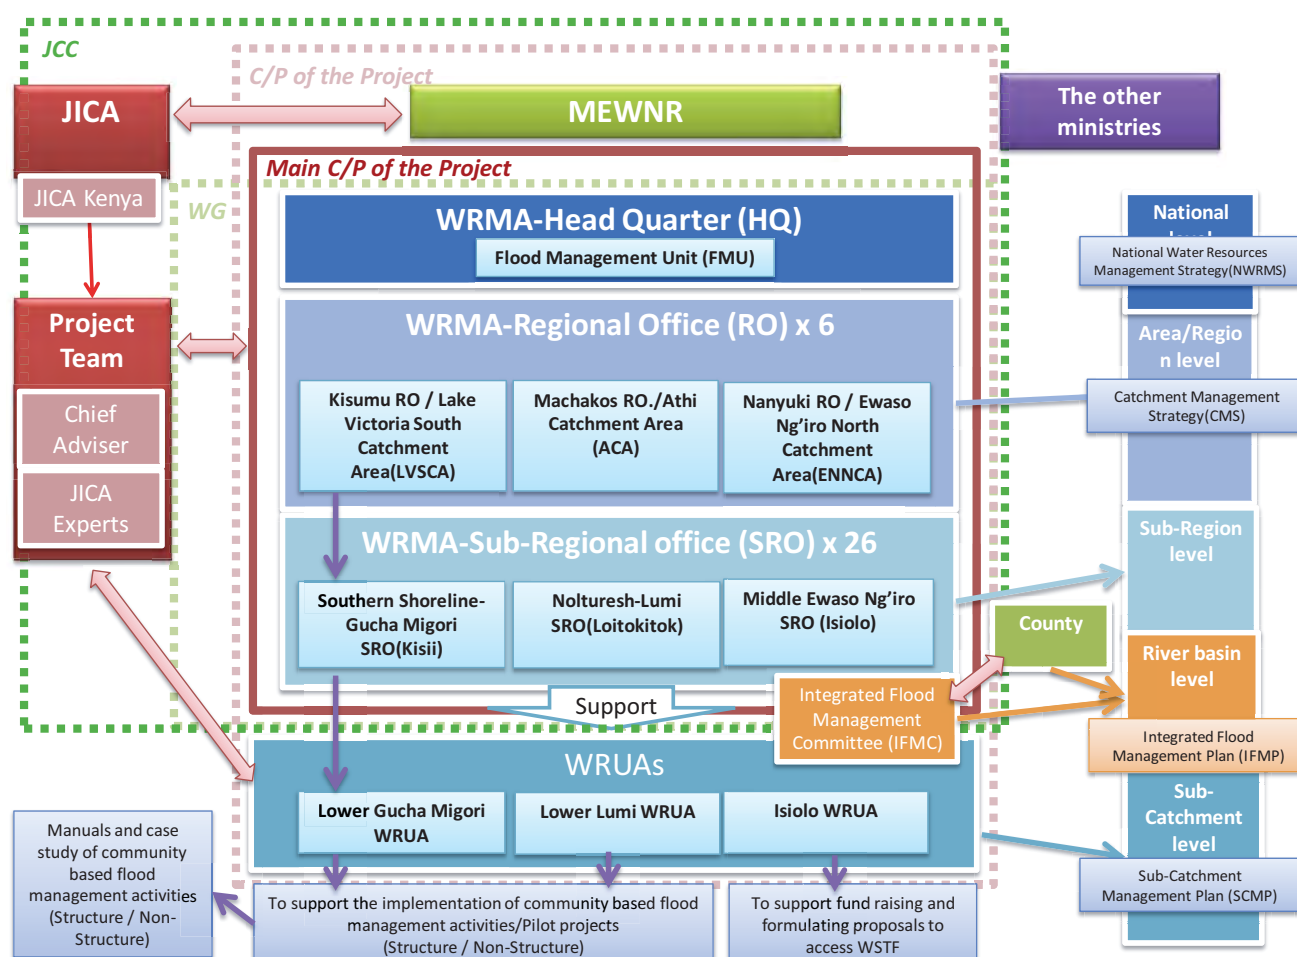 JCC
C/P of the Project
JICA
MEWNR
The other
ministries
Main C/P of the Project
JICA Kenya
WG
WRMA-Head Quarter (HQ)
Flood Management Unit (FMU)
National
level
National Water Resources
Management Strategy(NWRMS)
Project
Team
Chief
Adviser
JICA
Experts
WRMA-Regional Office (RO) x 6
Kisumu RO / Lake
Victoria South
Catchment
Area(LVSCA)
Machakos RO./Athi
Catchment Area
(ACA)
Nanyuki RO / Ewaso
Ng'iro North
Catchment
Area(ENNCA)
Area/Regio
n level
Catchment Management
Strategy(CMS)
WRMA-Sub-Regional office (SRO) x 26
Southern Shoreline-
Gucha Migori
SRO(Kisii)
Nolturesh-Lumi
SRO(Loitokitok)
Middle Ewaso Ng'iro
SRO (Isiolo)
Sub-Region
level
County
River basin
level
Support
Integrated Flood
Management
Committee (IFMC)
Integrated Flood
Management Plan (IFMP)
WRUAs
Lower Gucha Migori
WRUA
Lower Lumi WRUA
Isiolo WRUA
Sub-
Catchment
level
Sub-Catchment
Management Plan (SCMP)
Manuals and case
study of community
based flood
management activities
(Structure / Non-
Structure)
To support the implementation of community based flood
management activities/Pilot projects
(Structure / Non-Structure)
To support fund raising and
formulating proposals to
access WSTF